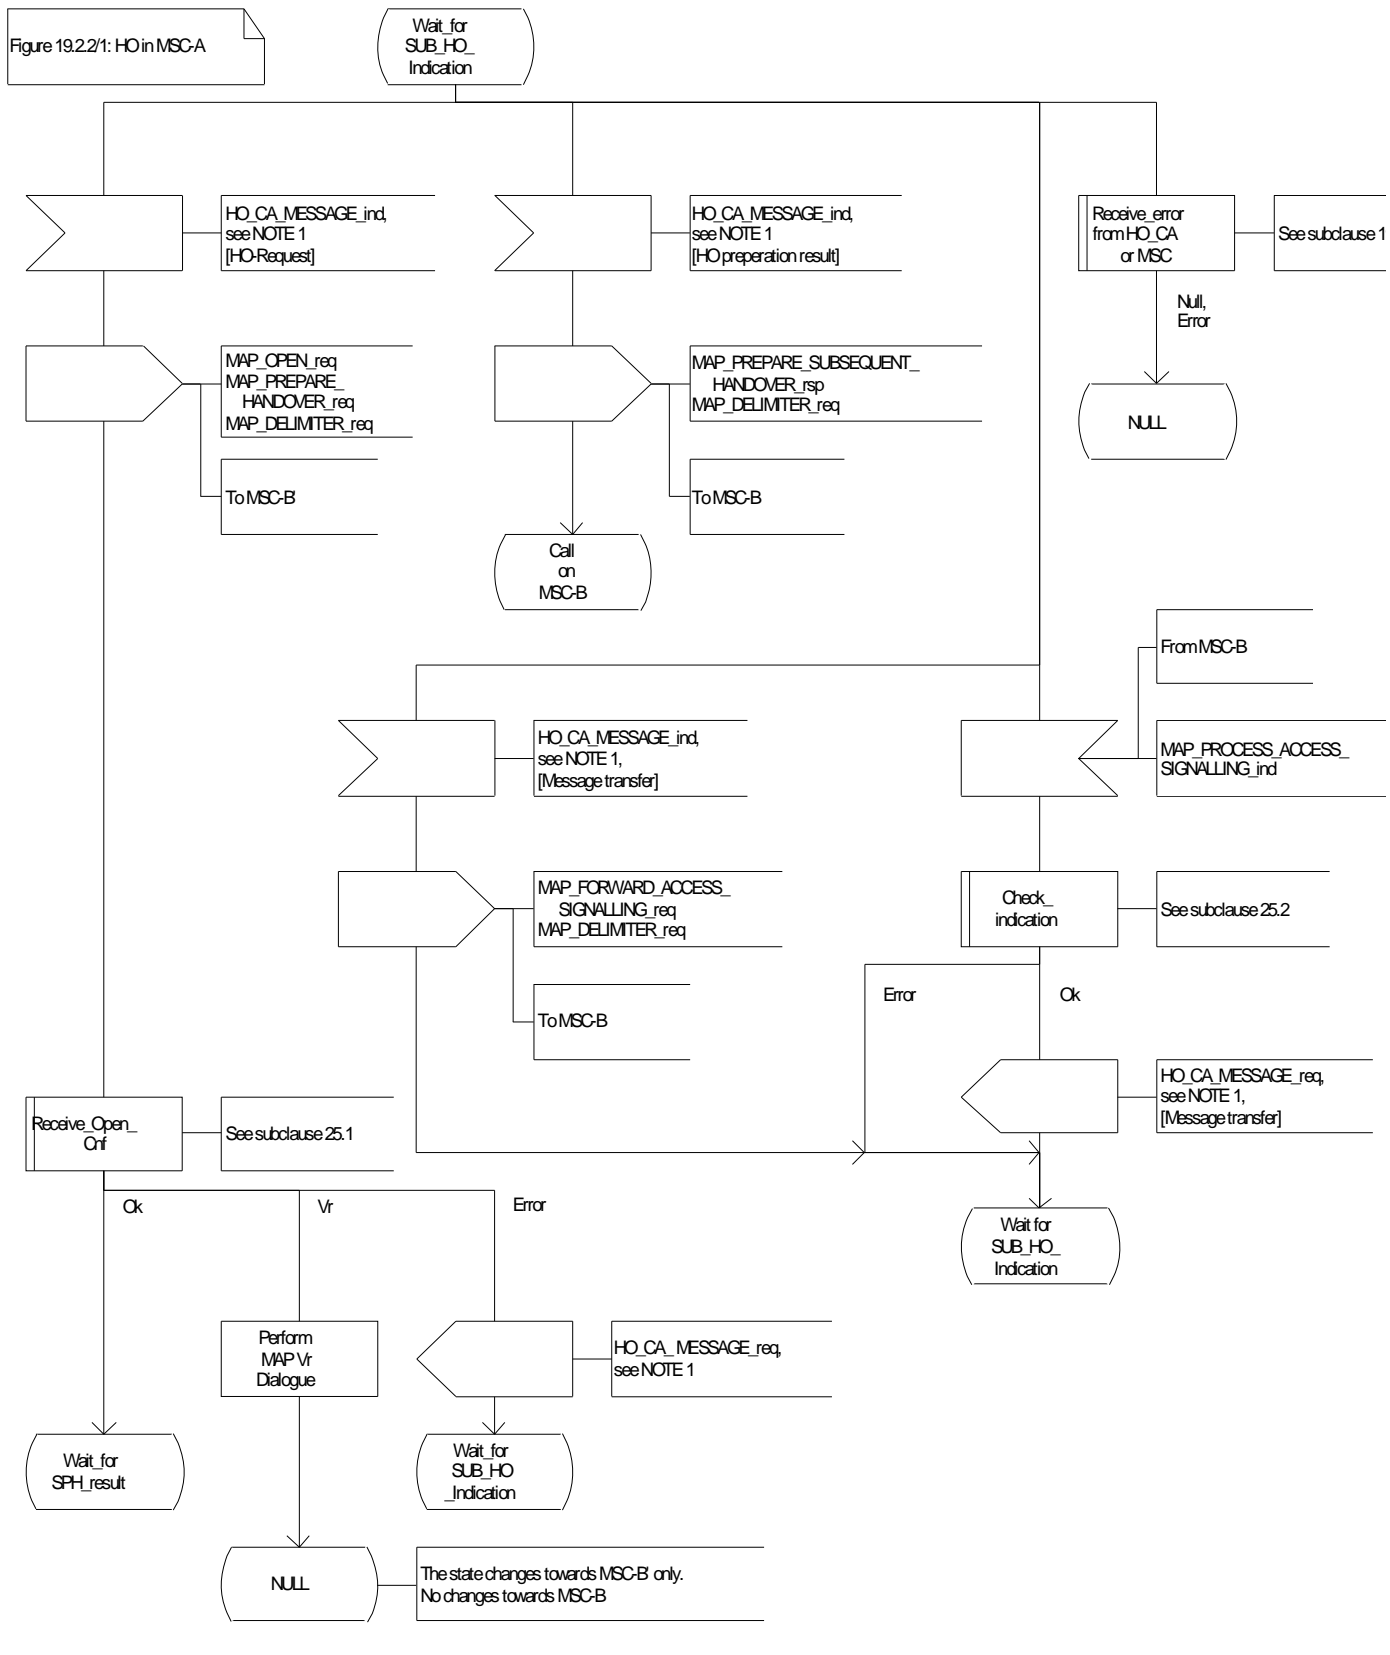 Figure 19.2.2/1: HO in MSC-A
Wait_for
SUB_HO_
Indication
HO_CA_MESSAGE_ind,
see NOTE 1
[HO-Request]
HO_CA_MESSAGE_ind,
see NOTE 1
[HO preperation result]
Receive_error
from HO_CA
or MSC
See subclause 1
Null,
Error
MAP_OPEN_req
MAP_PREPARE_
HANDOVER_req
MAP_DELIMITER_req
MAP_PREPARE_SUBSEQUENT_
HANDOVER_rsp
MAP_DELIMITER_req
NULL
To MSC-B'
To MSC-B
Call
on
MSC-B
From MSC-B
HO_CA_MESSAGE_ind,
see NOTE 1,
[Message transfer]
MAP_PROCESS_ACCESS_
SIGNALLING_ind
MAP_FORWARD_ACCESS_
SIGNALLING_req
MAP_DELIMITER_req
Check_
indication
See subclause 25.2
Error
Ok
To MSC-B
HO_CA_MESSAGE_req,
see NOTE 1,
[Message transfer]
Receive_Open_
Cnf
See subclause 25.1
Ok
Vr
Error
Wait for
SUB_HO_
Indication
Perform
MAP Vr
Dialogue
HO_CA_ MESSAGE_req,
see NOTE 1
Wait_for
SPH_result
Wait_for
SUB_HO
_Indication
NULL
The state changes towards MSC-B' only.
No changes towards MSC-B